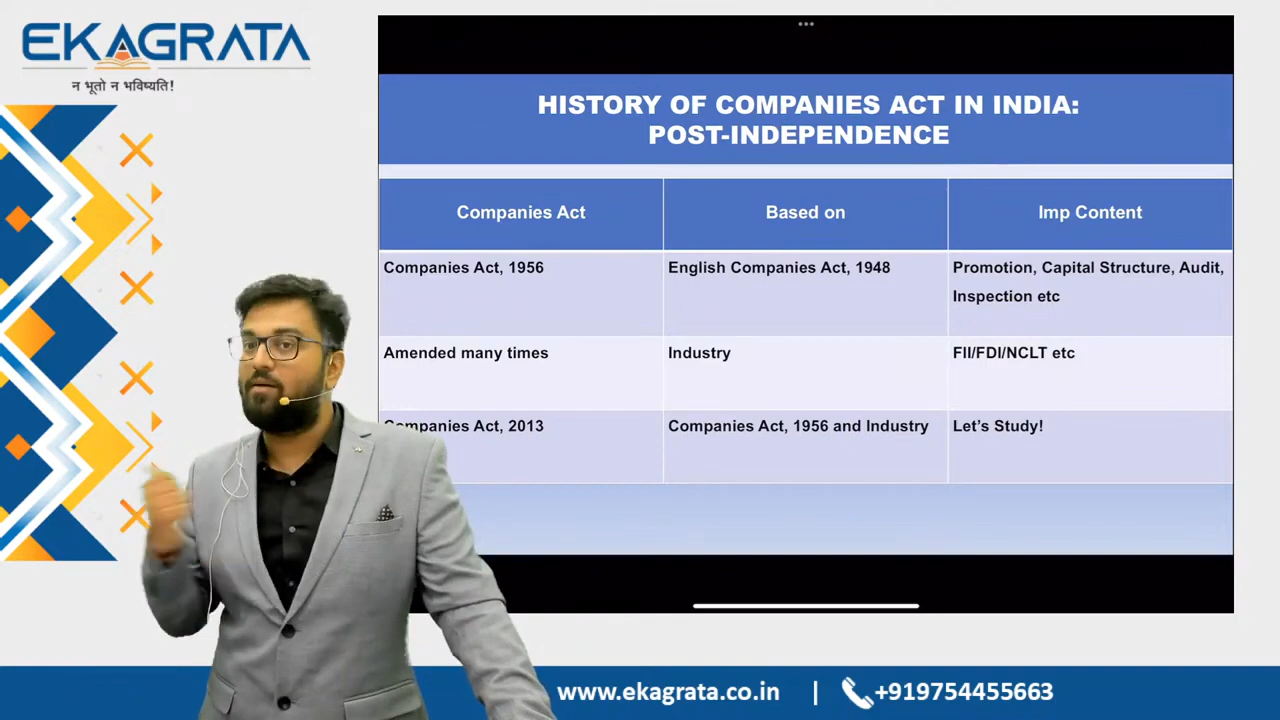 EKAGRATA
न भूतो न भविष्यति!
HISTORY OF COMPANIES ACT IN INDIA:
POST-INDEPENDENCE
Companies Act
Based on
Imp Content
Companies Act, 1956
English Companies Act, 1948
Promotion, Capital Structure, Audit,
Inspection etc
Amended many times
Industry
FII/FDI/NCLT etc
Companies Act, 2013
Companies Act, 1956 and Industry
Let's Study!
www.ekagrata.co.in | +919754455663